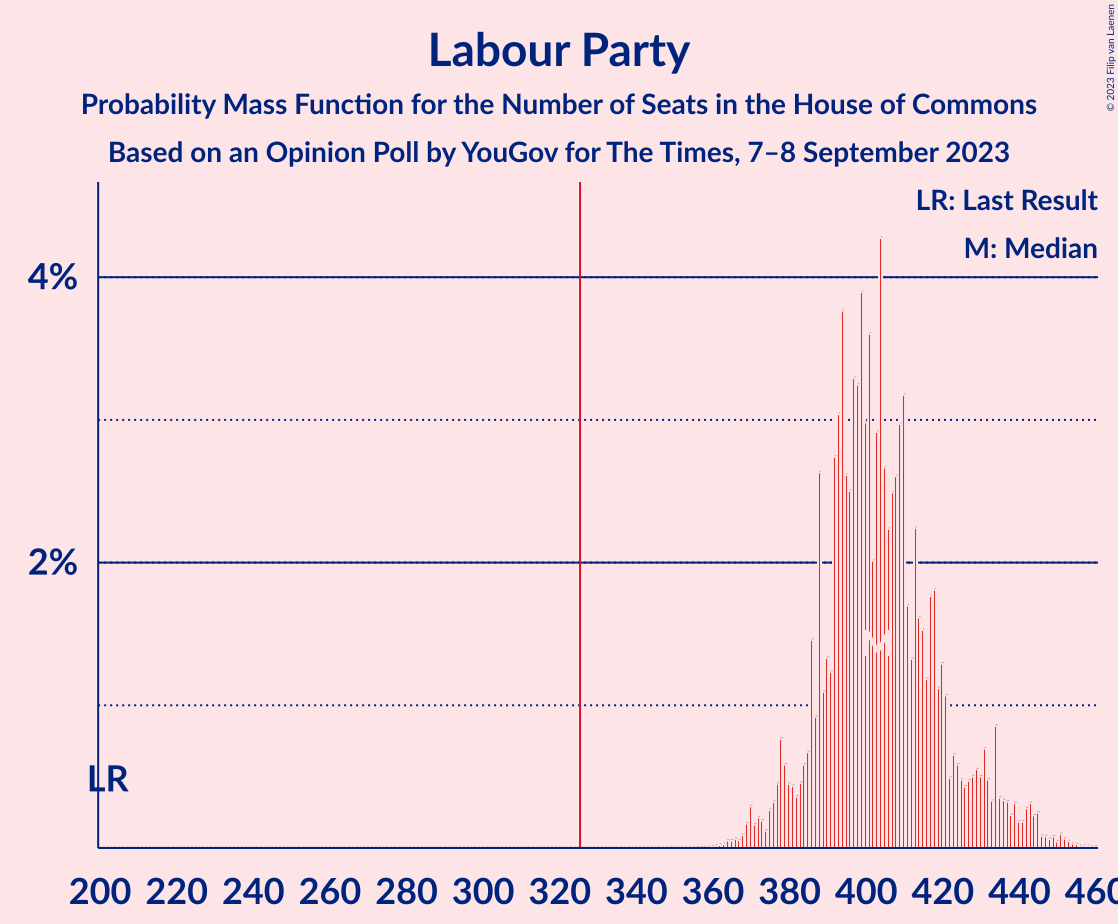 Labour Party
Probability Mass Function for the Number of Seats in the House of Commons
Based on an Opinion Poll by YouGov for The Times, 7–8 September 2023
© 2023 Filip van Laenen
LR: Last Result
M: Median
4%
2%
LR
M
200 220 240 260 280 300 320 340 360 380 400 420 440 460